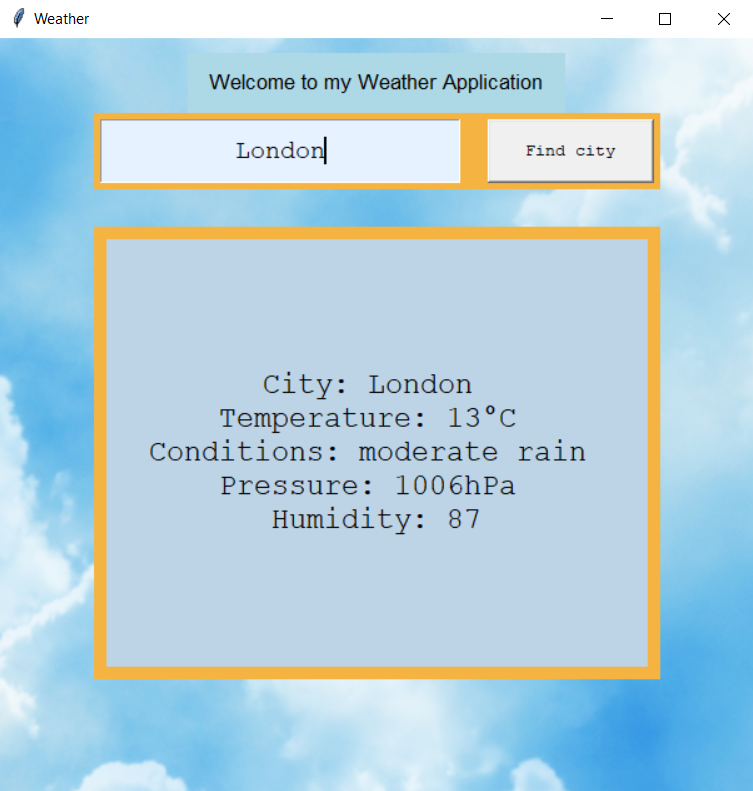 Weather
Welcome to my Weather Application
London
Find city
City: London
Temperature: 13°C
Conditions: moderate rain
Pressure: 1006hPa
Humidity: 87